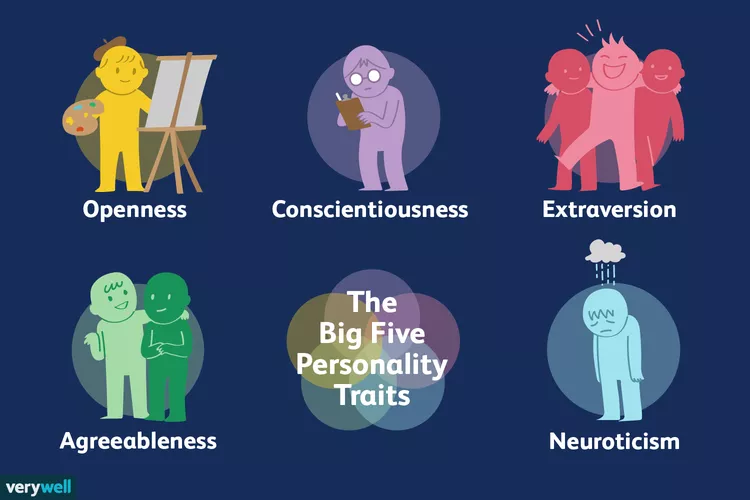 Openness
Conscientiousness
Extraversion
Agreeableness
The
Big Five
Personality
Traits
Neuroticism
verywell